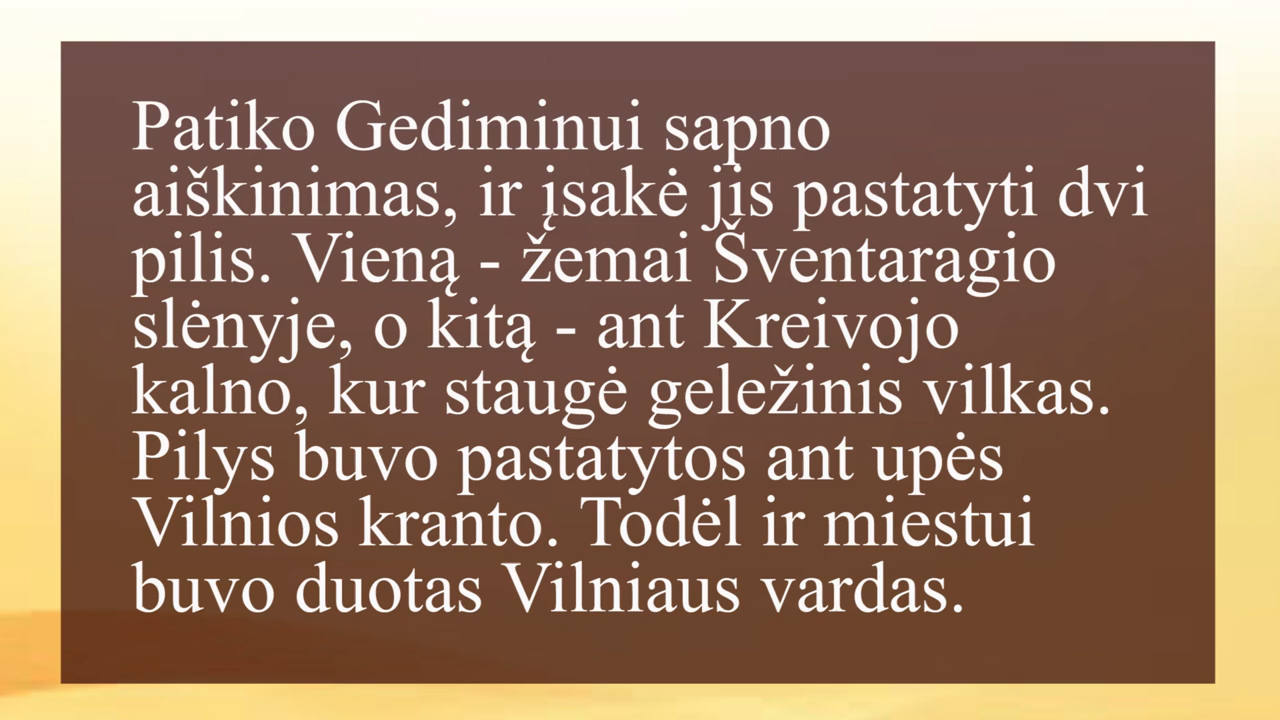 Patiko Gediminui sapno
aiškinimas, ir įsakė jis pastatyti dvi
pilis. Vieną - žemai Šventaragio
slėnyje, o kitą - ant Kreivojo
kalno, kur staugė geležinis vilkas.
Pilys buvo pastatytos ant upės
Vilnios kranto. Todėl ir miestui
buvo duotas Vilniaus vardas.